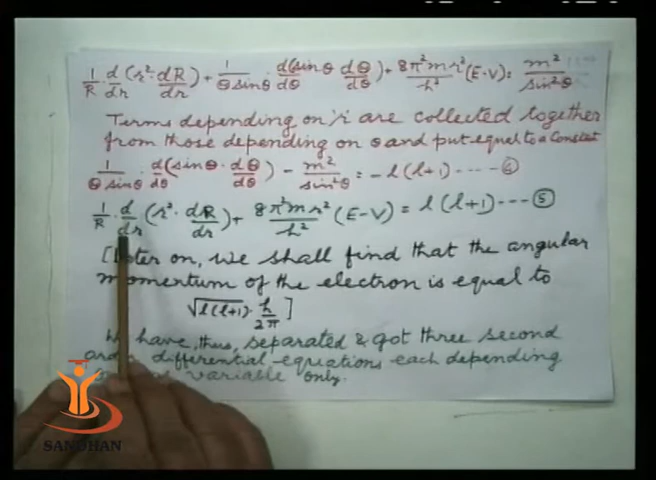 1/R · d/dr (r² · dR/dr) + 1/Θ sinθ · d/dθ (sinθ dΘ/dθ) + 8π²mr²/h² (E-V) = m²/sin²θ
Terms depending on 'r' are collected together
from those depending on θ and put equal to a Constant
1/Θ sinθ · d/dθ (sinθ · dΘ/dθ) - m²/sin²θ = -l(l+1) ---- ④
1/R · d/dr (r² · dR/dr) + 8π²mr²/h² (E-V) = l(l+1) --- ⑤
[Later on, we shall find that the angular
momentum of the electron is equal to
√l(l+1) · h/2π ]
We have, thus, separated & got three second
order differential equations each depending
variable only.
SANDHAN